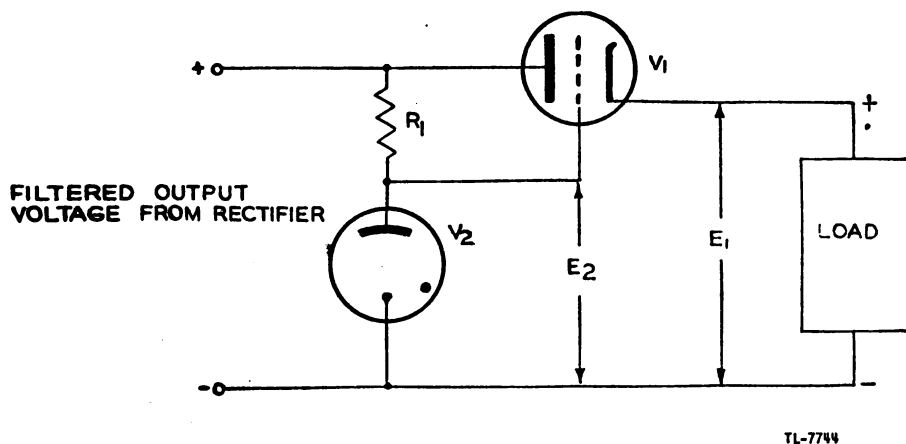 V1
+
R1
+
FILTERED OUTPUT
VOLTAGE FROM RECTIFIER
V2
E2
E1
LOAD
-
-
TL-7744